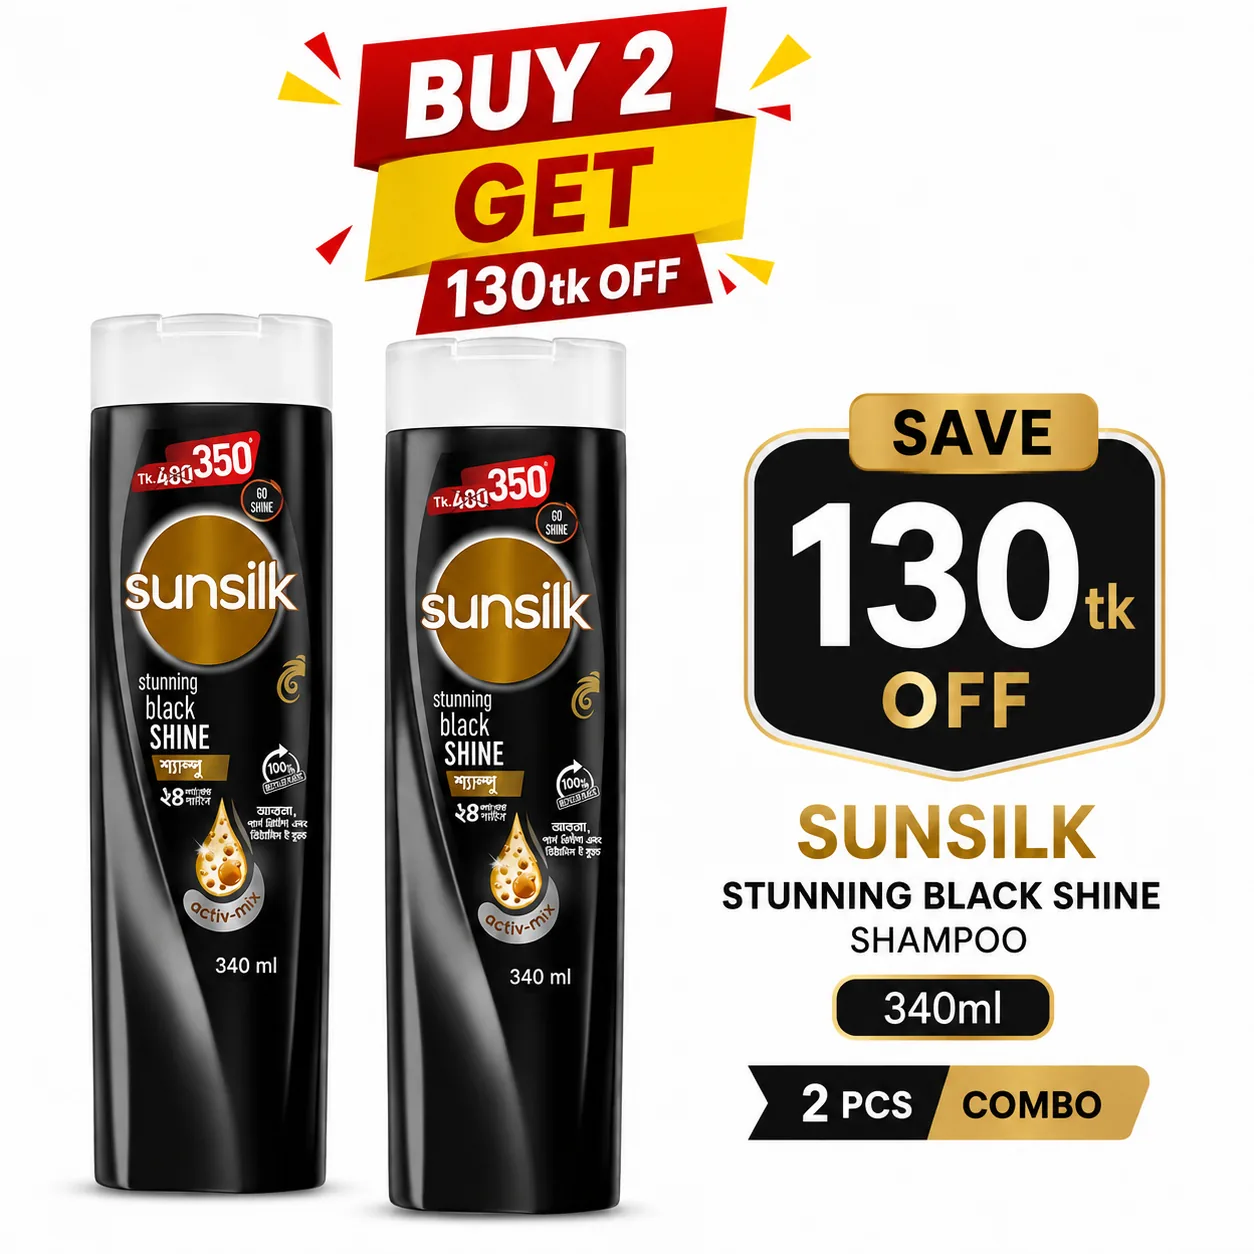 BUY 2
GET
130tk OFF
Tk.480 350
GO
SHINE
sunsilk
stunning
black
SHINE
শ্যাম্পু
100%
activ-mix
340 ml
Tk.480 350
GO
SHINE
sunsilk
stunning
black
SHINE
শ্যাম্পু
100%
activ-mix
340 ml
SAVE
130tk
OFF
SUNSILK
STUNNING BLACK SHINE
SHAMPOO
340ml
2 PCS COMBO